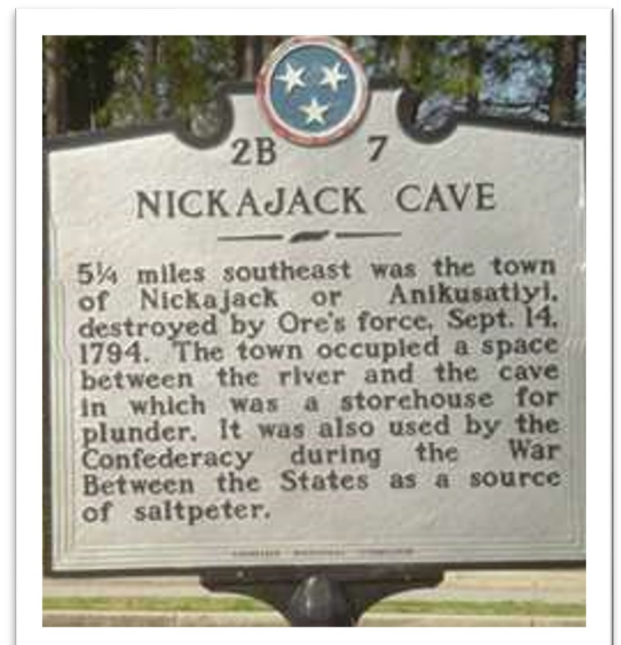 2B 7
NICKAJACK CAVE
5¼ miles southeast was the town
of Nickajack or Anikusatiyi,
destroyed by Ore's force, Sept. 14,
1794. The town occupied a space
between the river and the cave
in which was a storehouse for
plunder. It was also used by the
Confederacy during the War
Between the States as a source
of saltpeter.